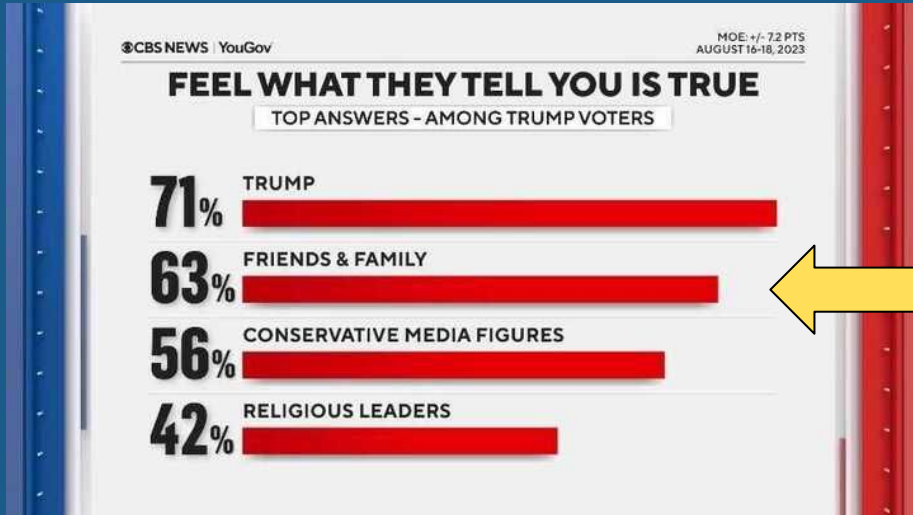 CBS NEWS | YouGov
MOE: +/- 7.2 PTS
AUGUST 16-18, 2023
FEEL WHAT THEY TELL YOU IS TRUE
TOP ANSWERS - AMONG TRUMP VOTERS
71% TRUMP
63% FRIENDS & FAMILY
56% CONSERVATIVE MEDIA FIGURES
42% RELIGIOUS LEADERS